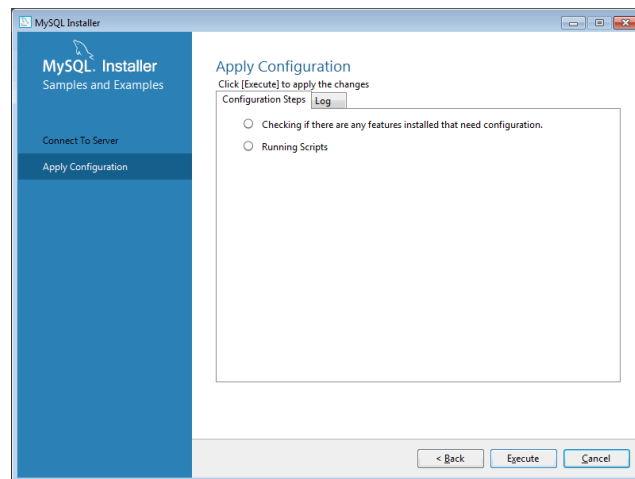 MySQL Installer
MySQL. Installer
Samples and Examples
Connect To Server
Apply Configuration
Apply Configuration
Click [Execute] to apply the changes
Configuration Steps
Log
Checking if there are any features installed that need configuration.
Running Scripts
< Back
Execute
Cancel